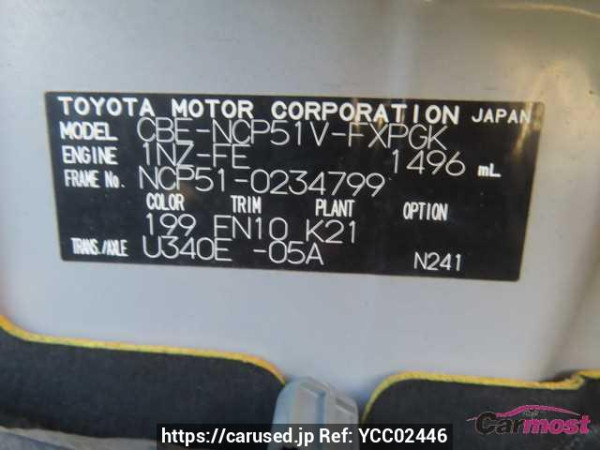 TOYOTA MOTOR CORPORATION JAPAN
MODEL CBE-NCP51V-FXPGK
ENGINE 1NZ-FE 1496 mL
FRAME No. NCP51-0234799
COLOR TRIM PLANT OPTION
199 FN10 K21
TRANS./AXLE U340E -05A N241
https://carused.jp Ref: YCC02446
Carmost